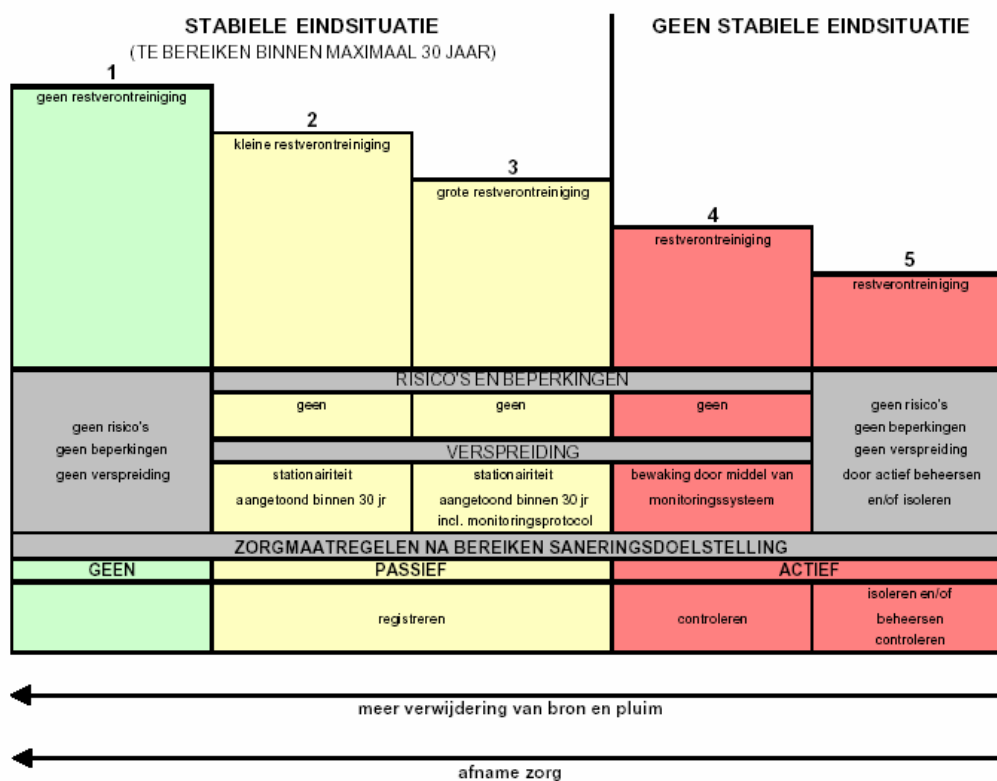 STABIELE EINDSITUATIE
(TE BEREIKEN BINNEN MAXIMAAL 30 JAAR)
GEEN STABIELE EINDSITUATIE
1
geen restverontreiniging
2
kleine restverontreiniging
3
grote restverontreiniging
4
restverontreiniging
5
restverontreiniging
RISICO'S EN BEPERKINGEN
geen risico's
geen beperkingen
geen verspreiding
geen
geen
geen
geen risico's
geen beperkingen
geen verspreiding
door actief beheersen
en/of isoleren
VERSPREIDING
stationairiteit
aangetoond binnen 30 jr
stationairiteit
aangetoond binnen 30 jr
incl. monitoringsprotocol
bewaking door middel van
monitoringssysteem
ZORGMAATREGELEN NA BEREIKEN SANERINGSDOELSTELLING
GEEN
PASSIEF
ACTIEF
registreren
controleren
isoleren en/of
beheersen
controleren
meer verwijdering van bron en pluim
afname zorg